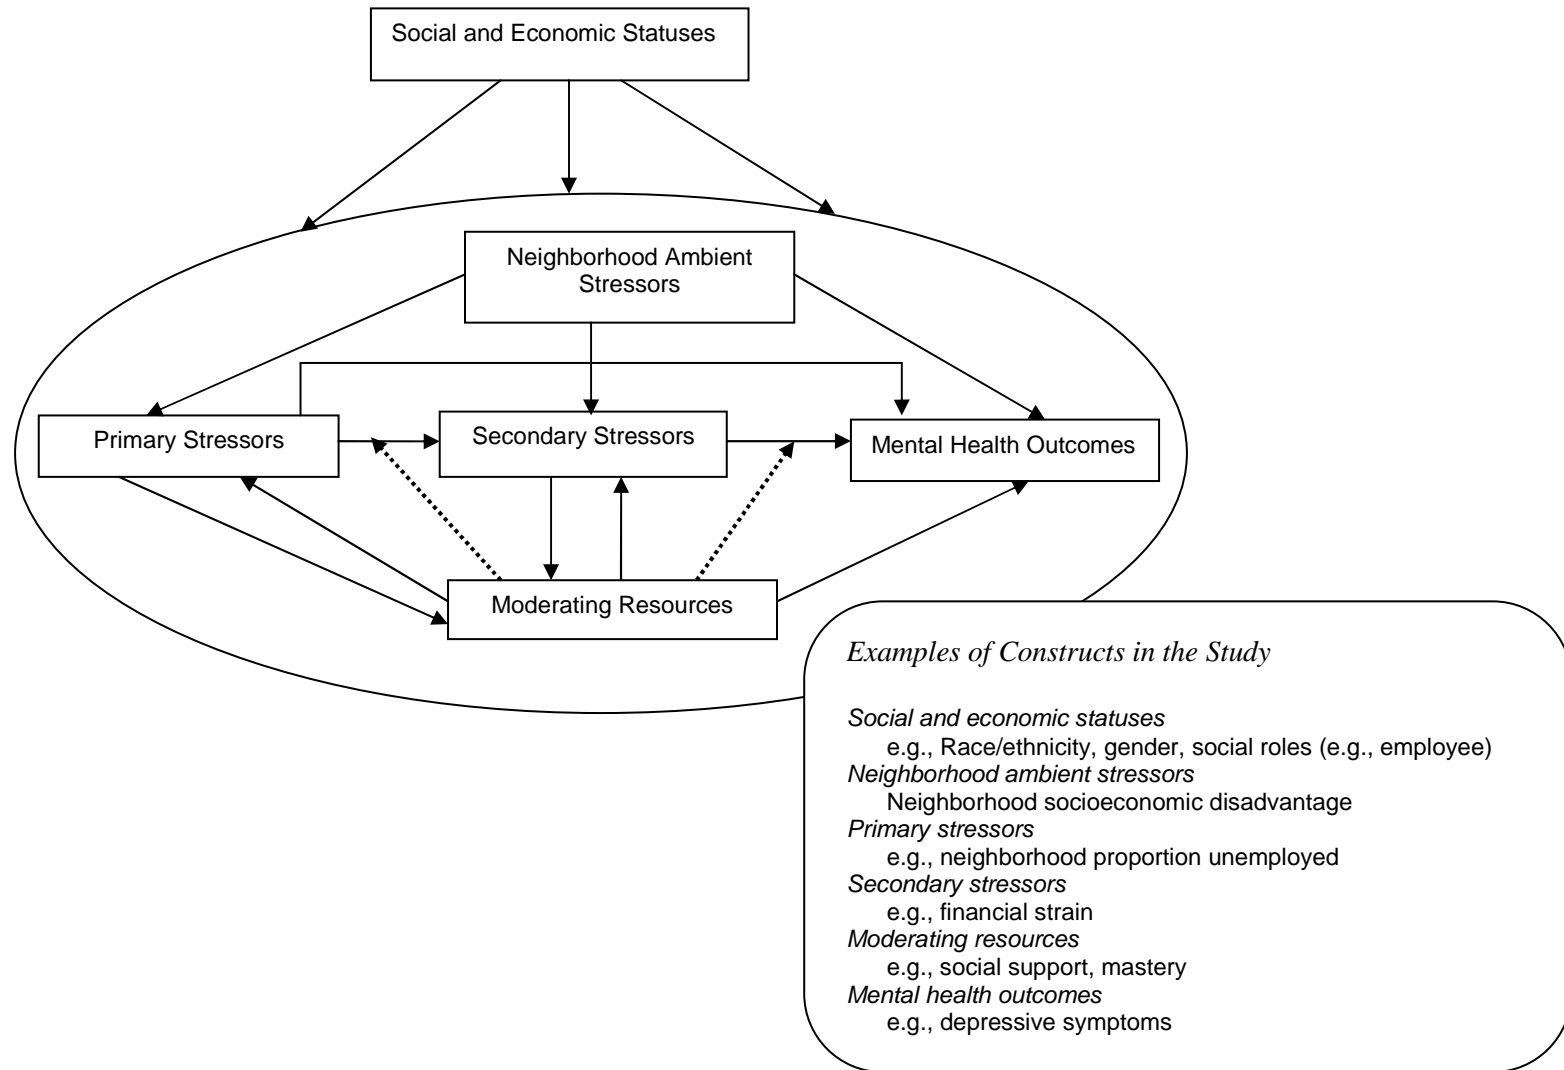 Social and Economic Statuses
Neighborhood Ambient
Stressors
Primary Stressors
Secondary Stressors
Mental Health Outcomes
Moderating Resources
Examples of Constructs in the Study
Social and economic statuses
e.g., Race/ethnicity, gender, social roles (e.g., employee)
Neighborhood ambient stressors
Neighborhood socioeconomic disadvantage
Primary stressors
e.g., neighborhood proportion unemployed
Secondary stressors
e.g., financial strain
Moderating resources
e.g., social support, mastery
Mental health outcomes
e.g., depressive symptoms